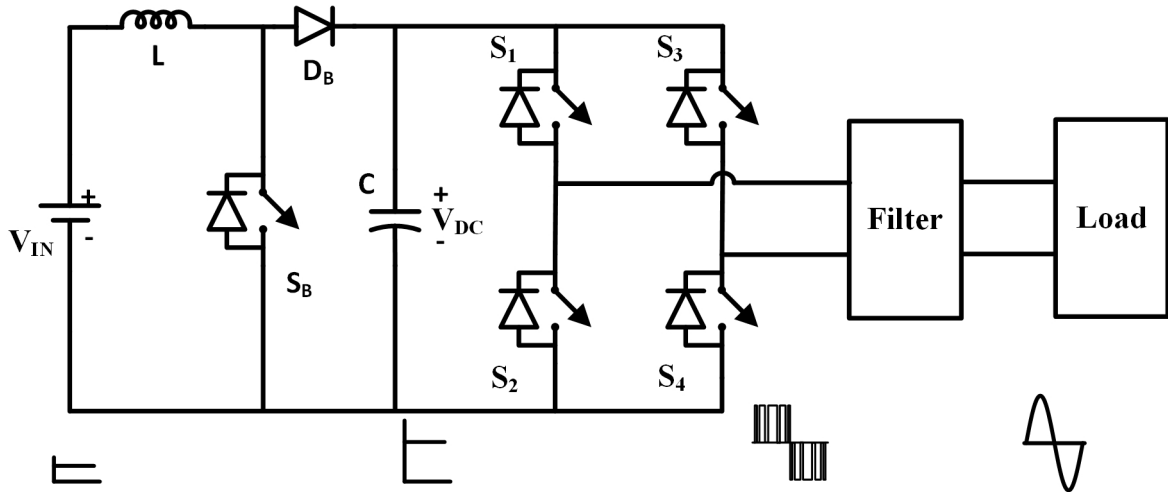 L
D_B
S_1
S_3
+
V_IN
-
S_B
C
+
V_DC
-
S_2
S_4
Filter
Load